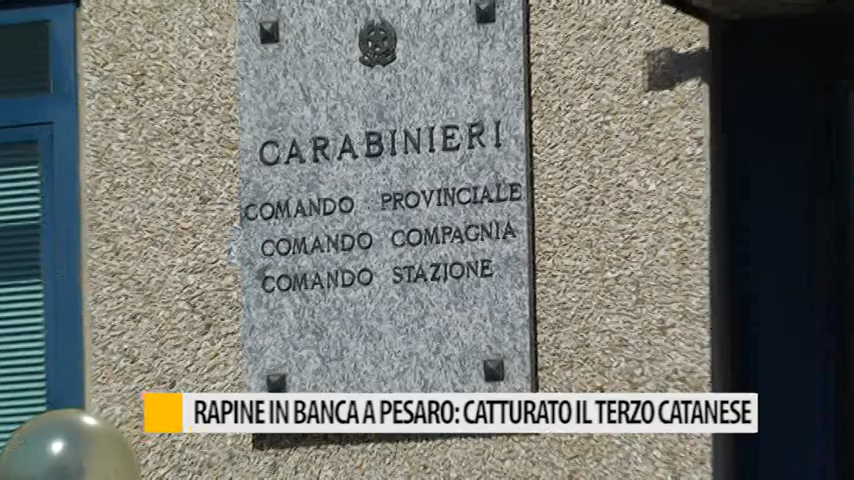 CARABINIERI
COMANDO PROVINCIALE
COMANDO COMPAGNIA
COMANDO STAZIONE
RAPINE IN BANCA A PESARO: CATTURATO IL TERZO CATANESE